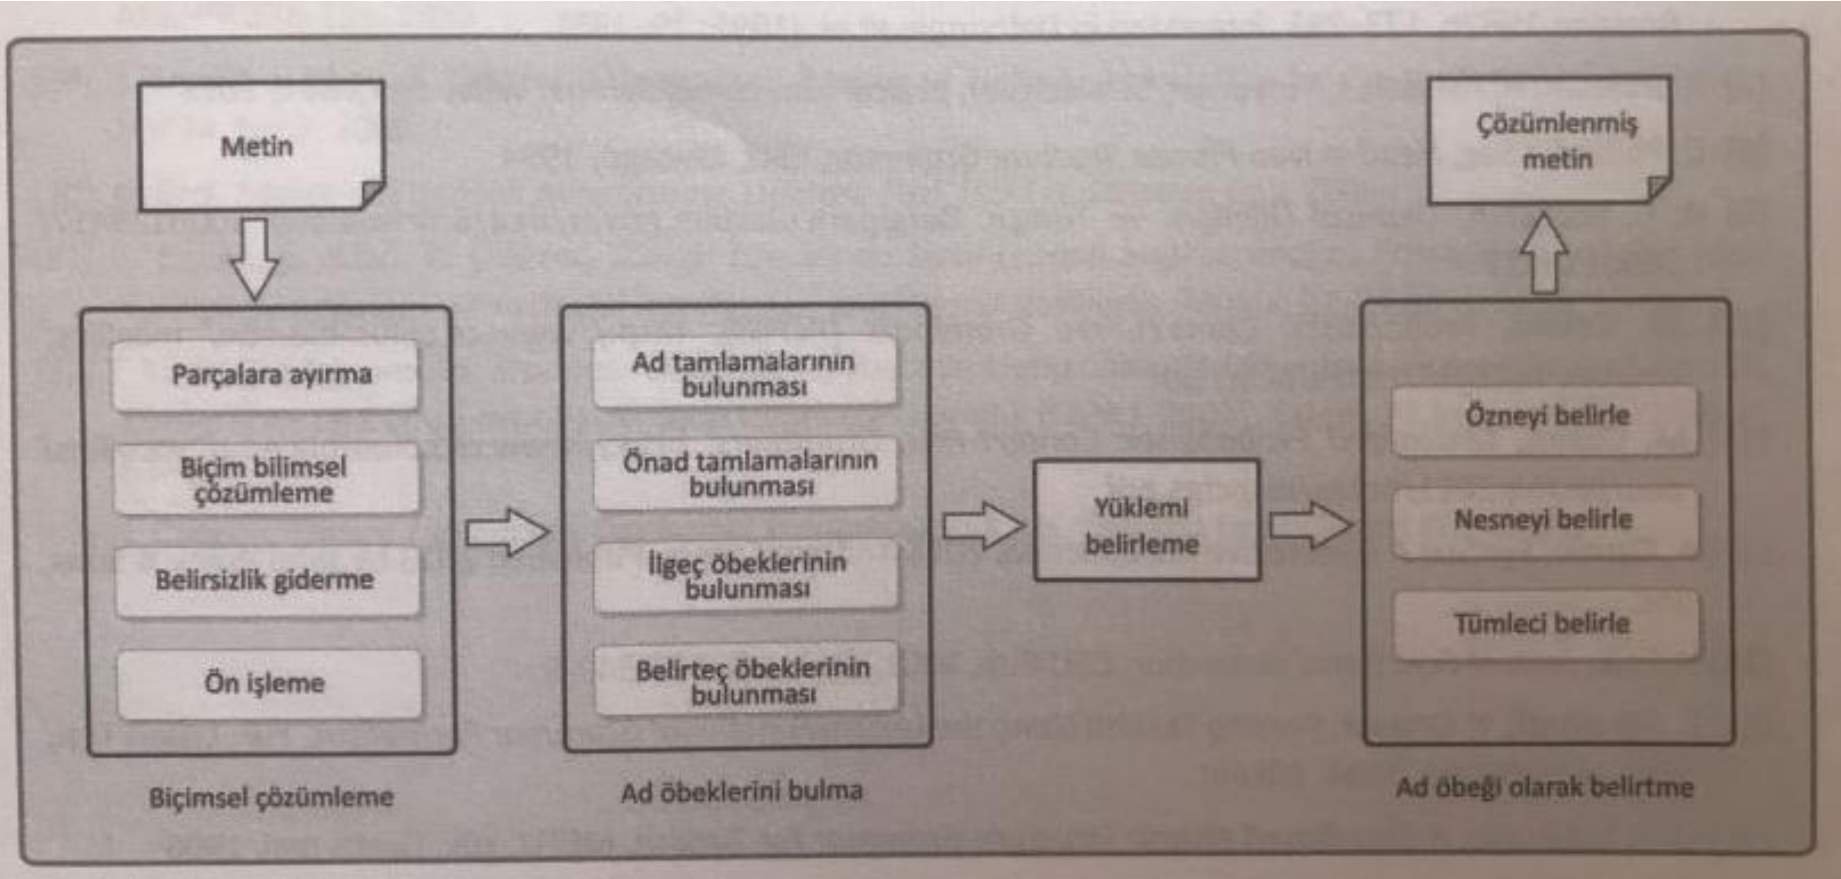 Metin
Çözümlenmiş
metin
Parçalara ayırma
Biçim bilimsel
çözümleme
Belirsizlik giderme
Ön işleme
Biçimsel çözümleme
Ad tamlamalarının
bulunması
Önad tamlamalarının
bulunması
İlgeç öbeklerinin
bulunması
Belirteç öbeklerinin
bulunması
Ad öbeklerini bulma
Yüklemi
belirleme
Özneyi belirle
Nesneyi belirle
Tümleci belirle
Ad öbeği olarak belirtme